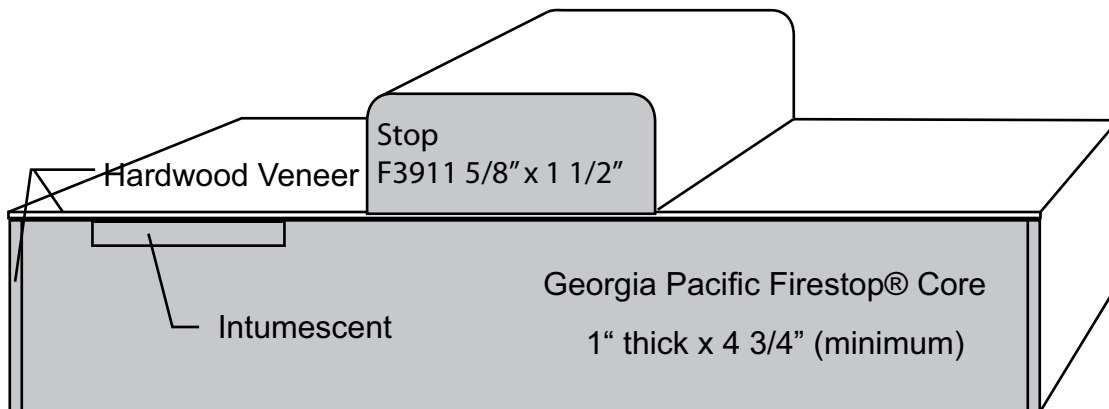 Stop
F3911 5/8” x 1 1/2”
Hardwood Veneer
Georgia Pacific Firestop® Core
1“ thick x 4 3/4” (minimum)
Intumescent